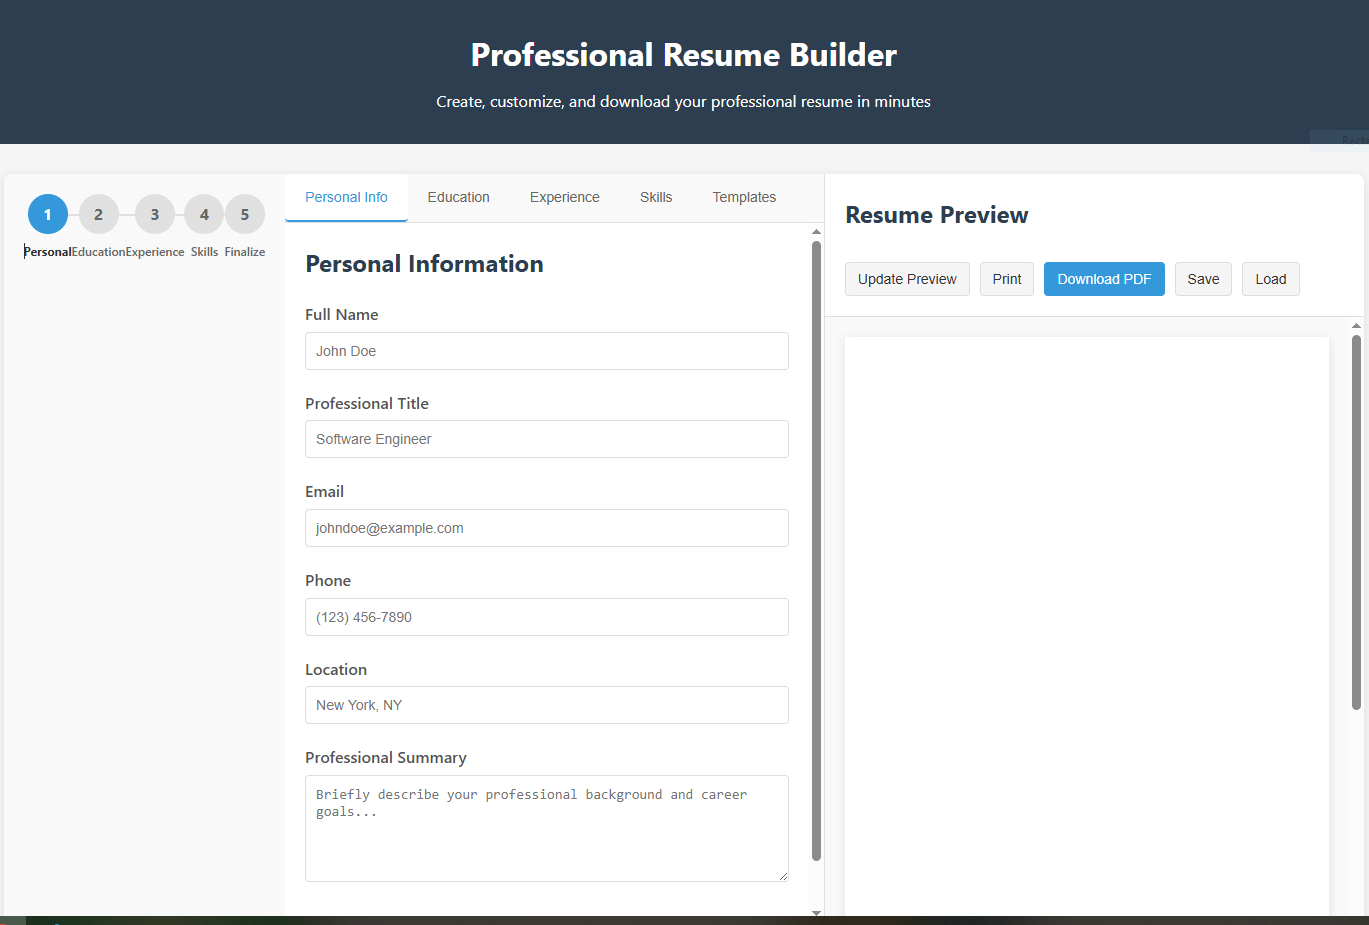 Professional Resume Builder
Create, customize, and download your professional resume in minutes
1 2 3 4 5
Personal Education Experience Skills Finalize
Personal Info Education Experience Skills Templates
Personal Information
Full Name
John Doe
Professional Title
Software Engineer
Email
johndoe@example.com
Phone
(123) 456-7890
Location
New York, NY
Professional Summary
Briefly describe your professional background and career
goals...
Resume Preview
Update Preview Print Download PDF Save Load